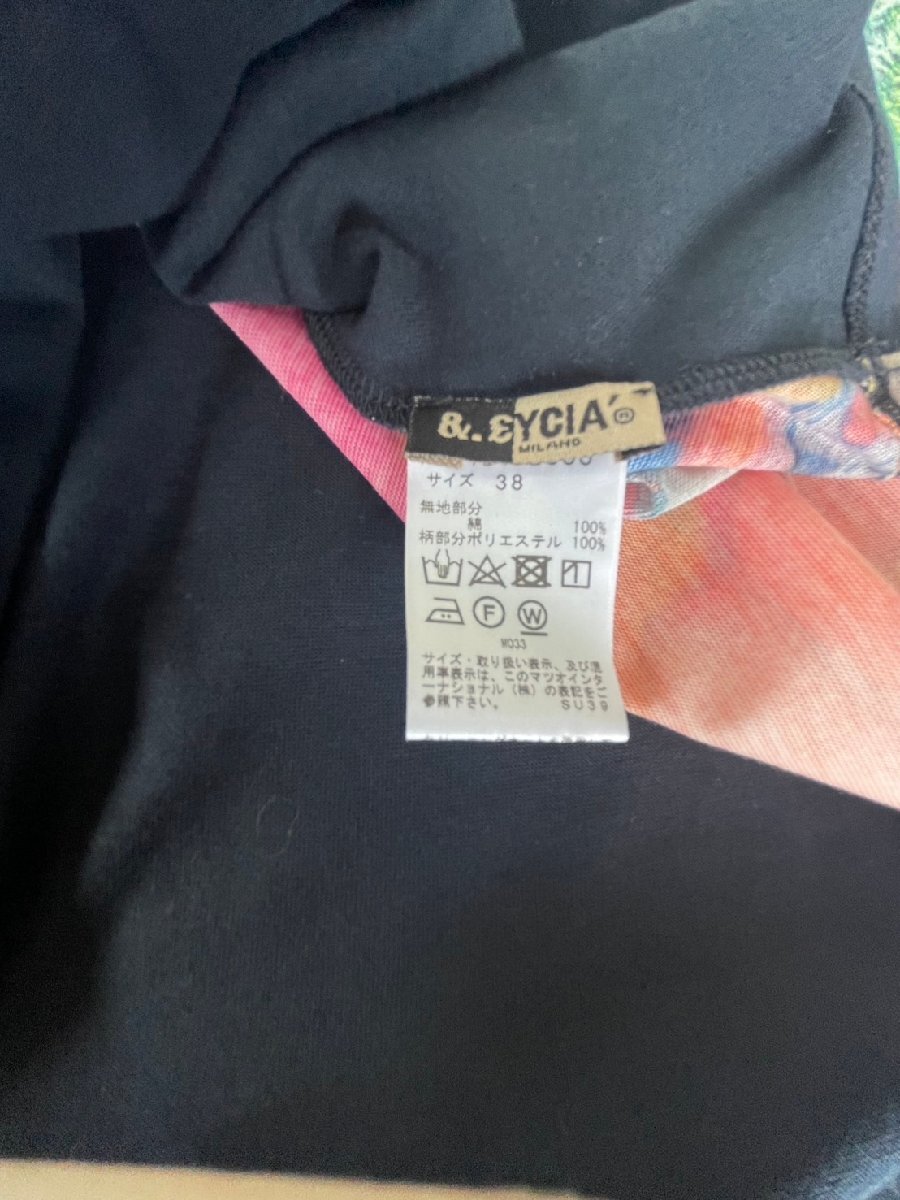 &.EYCIA´®
MILANO
サイズ 38
無地部分
綿 100%
柄部分ポリエステル 100%
F W
M033
サイズ・取り扱い表示、及び混
用率表示は、このマツオインタ
ーナショナル(株)の表記をご
参照下さい。 SU39